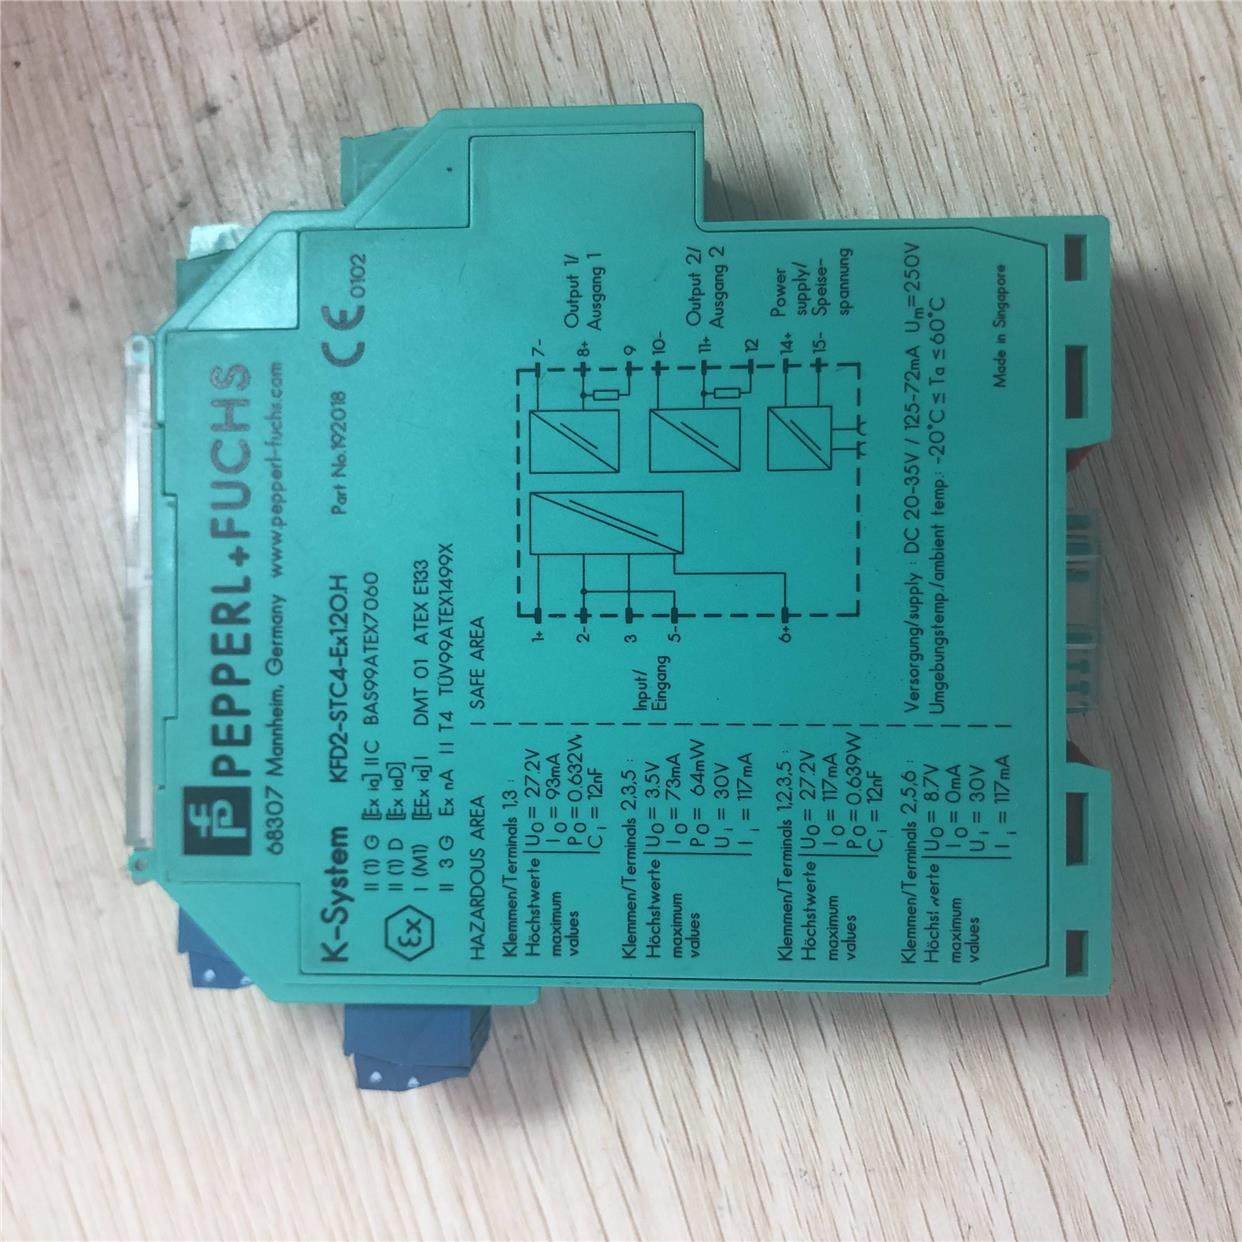 PEPPERL+FUCHS
68307 Mannheim, Germany www.pepperl-fuchs.com
K-System KFD2-STC4-Ex120.H Part No.192018 CE 0102
II (1) G [Ex ia] IIC BAS99ATEX7060
II (1) D [Ex iaD]
Ex I (M1) [EEx ia] I DMT 01 ATEX E133
II 3 G Ex nA II T4 TÜV99ATEX1499X
HAZARDOUS AREA SAFE AREA
Klemmen/Terminals 1,3 :
Höchstwerte Uo = 27.2V
maximum Io = 93mA
values Po = 0.632W
Ci = 12nF
Klemmen/Terminals 2,3,5 :
Höchstwerte Uo = 3.5V
maximum Io = 73mA
values Po = 64mW
Ui = 30V
Ii = 117mA
Klemmen/Terminals 1,2,3,5 :
Höchstwerte Uo = 27.2V
maximum Io = 117mA
values Po = 0.639W
Ci = 12nF
Klemmen/Terminals 2,5,6 :
Uo = 8.7V
maximum Io = 0mA
values Ui = 30V
Ii = 117mA
1+
2-
3
5-
6+
Input/
Eingang
7-
8+
9
Output 1/
Ausgang 1
10-
11+
12
Output 2/
Ausgang 2
14+
15-
Power
supply/
Speise-
spannung
Versorgung/supply : DC 20-35V / 125-72mA Um=250V
Umgebungstemp/ambient temp.: -20°C ≤ Ta ≤ 60°C
Made in Singapore